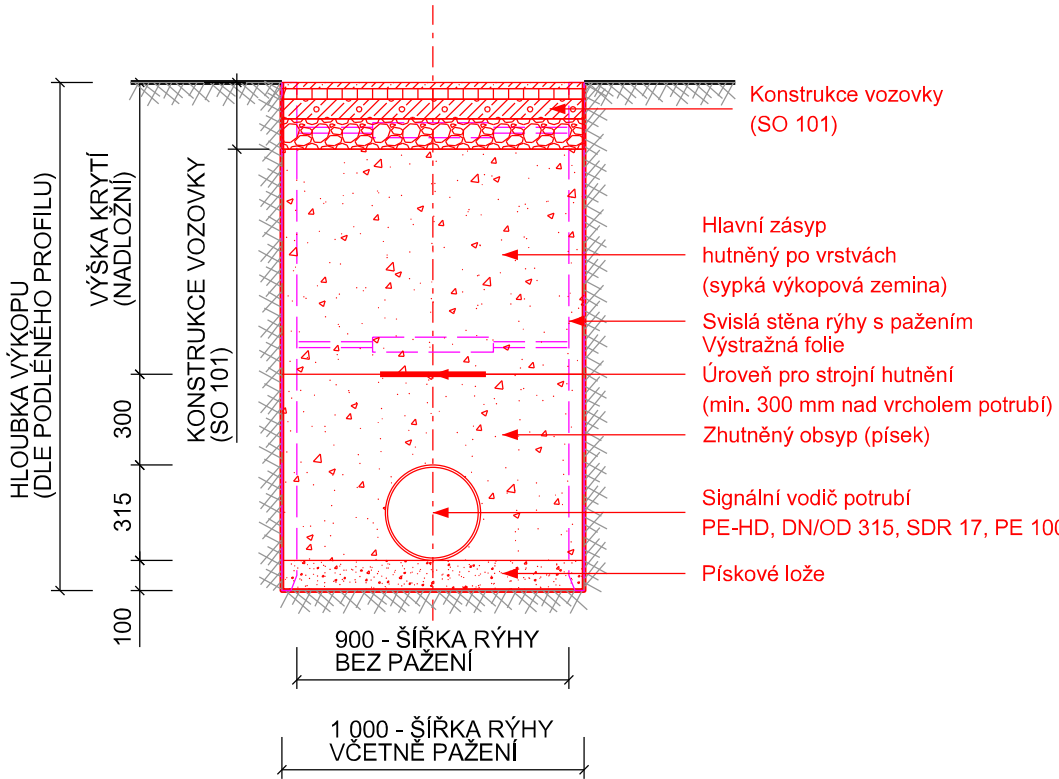 Konstrukce vozovky
(SO 101)
Hlavní zásyp
hutněný po vrstvách
(sypká výkopová zemina)
Svislá stěna rýhy s pažením
Výstražná folie
Úroveň pro strojní hutnění
(min. 300 mm nad vrcholem potrubí)
Zhutněný obsyp (písek)
Signální vodič potrubí
PE-HD, DN/OD 315, SDR 17, PE 100
Pískové lože
HLOUBKA VÝKOPU
(DLE PODLÉNÉHO PROFILU)
VÝŠKA KRYTÍ
(NADLOŽNÍ)
KONSTRUKCE VOZOVKY
(SO 101)
300
315
100
900 - ŠÍŘKA RÝHY
BEZ PAŽENÍ
1 000 - ŠÍŘKA RÝHY
VČETNĚ PAŽENÍ